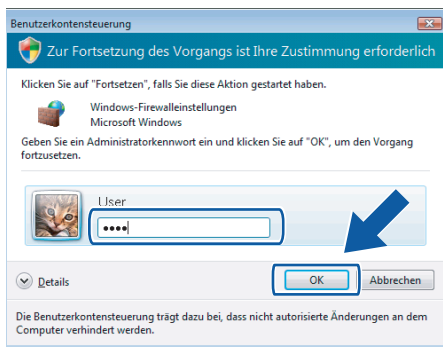 Benutzerkontensteuerung
Zur Fortsetzung des Vorgangs ist Ihre Zustimmung erforderlich
Klicken Sie auf "Fortsetzen", falls Sie diese Aktion gestartet haben.
Windows-Firewalleinstellungen
Microsoft Windows
Geben Sie ein Administratorkennwort ein und klicken Sie auf "OK", um den Vorgang
fortzusetzen.
User
••••
Details
OK
Abbrechen
Die Benutzerkontensteuerung trägt dazu bei, dass nicht autorisierte Änderungen an dem
Computer verhindert werden.